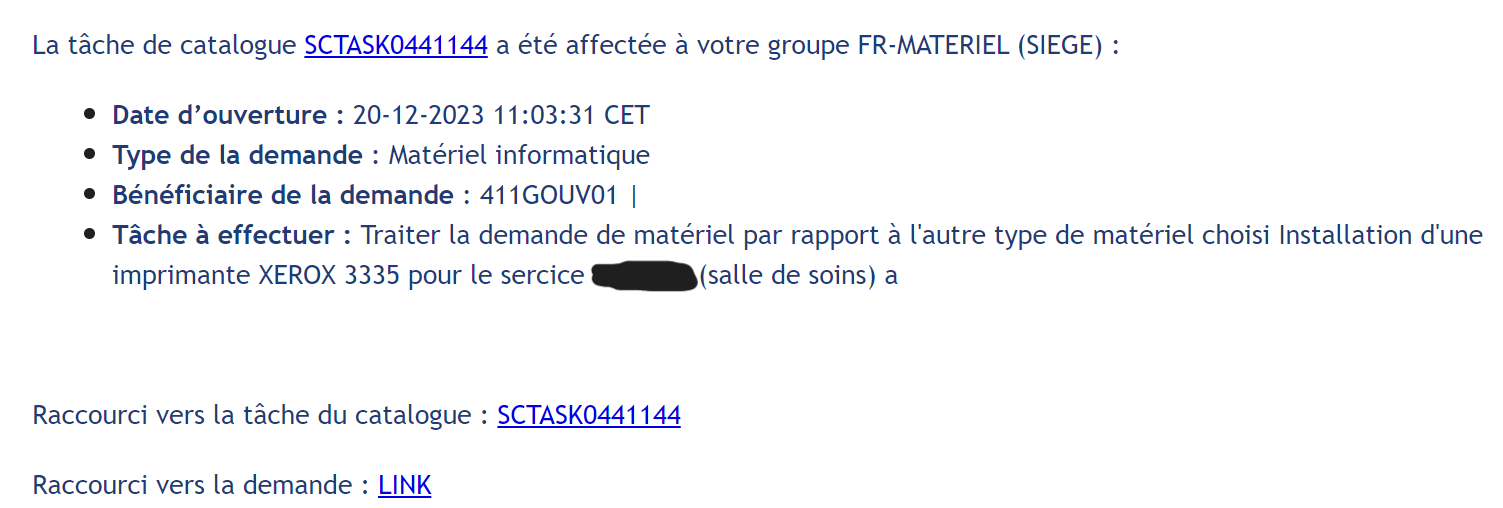 La tâche de catalogue SCTASK0441144 a été affectée à votre groupe FR-MATERIEL (SIEGE) :
Date d’ouverture : 20-12-2023 11:03:31 CET
Type de la demande : Matériel informatique
Bénéficiaire de la demande : 411GOUV01 |
Tâche à effectuer : Traiter la demande de matériel par rapport à l'autre type de matériel choisi Installation d'une
imprimante XEROX 3335 pour le sercice (salle de soins) a
Raccourci vers la tâche du catalogue : SCTASK0441144
Raccourci vers la demande : LINK